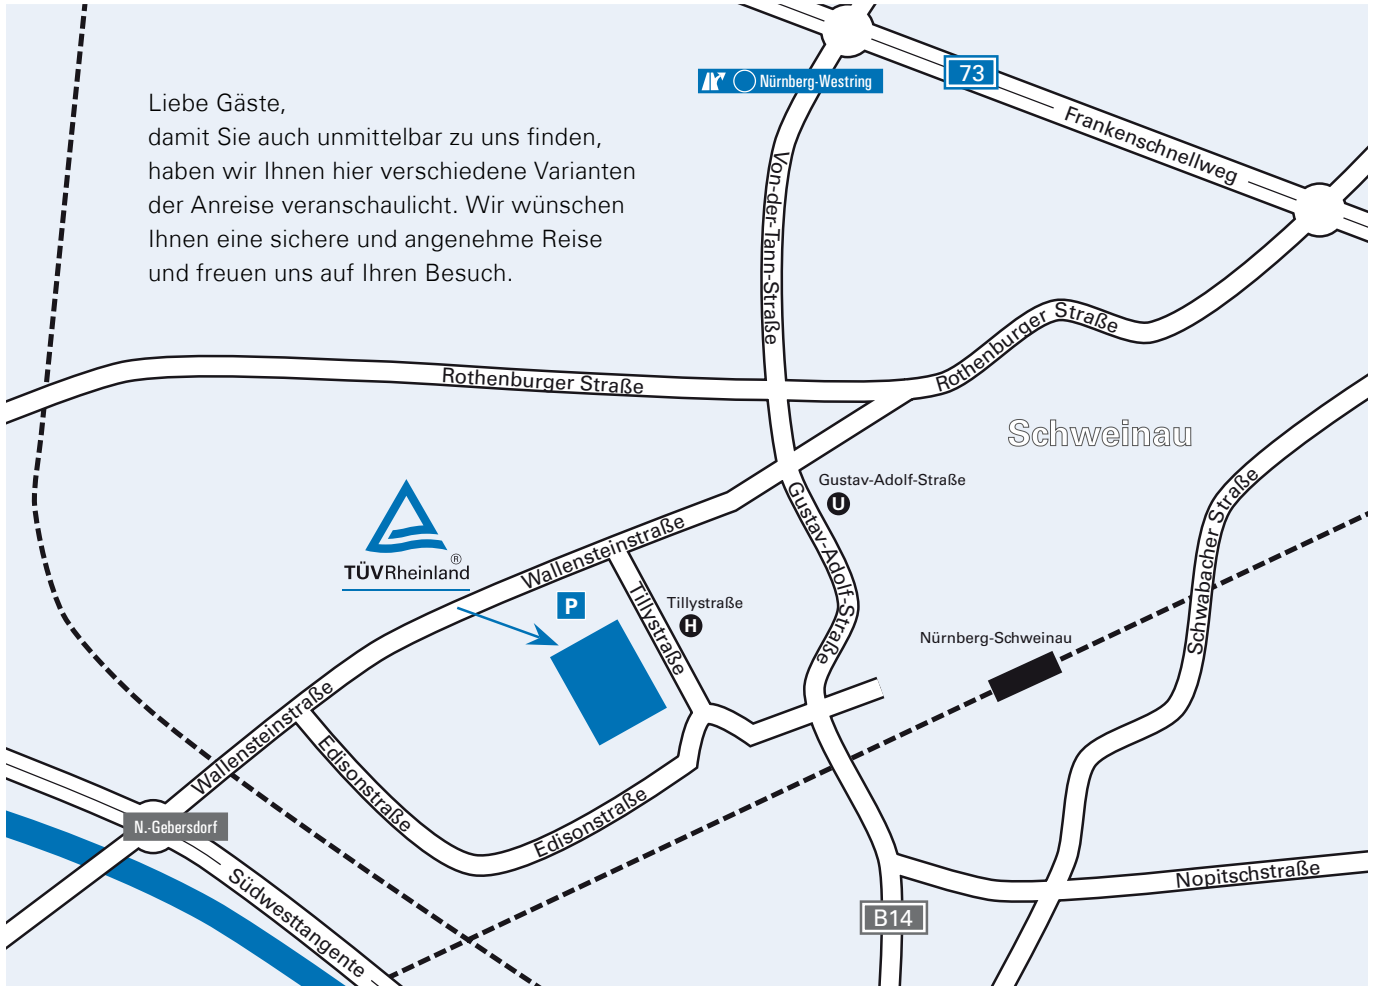 73
Nürnberg-Westring
Liebe Gäste,
damit Sie auch unmittelbar zu uns finden,
haben wir Ihnen hier verschiedene Varianten
der Anreise veranschaulicht. Wir wünschen
Ihnen eine sichere und angenehme Reise
und freuen uns auf Ihren Besuch.
Frankenschnellweg
Von-der-Tann-Straße
Rothenburger Straße
Rothenburger Straße
Schweinau
Gustav-Adolf-Straße
U
Gustav-Adolf-Straße
Schwabacher Straße
Wallensteinstraße
®
TÜVRheinland
P
Tillystraße
H
Tillystraße
Nürnberg-Schweinau
Wallensteinstraße
Edisonstraße
Edisonstraße
N.-Gebersdorf
Südwesttangente
Nopitschstraße
B14